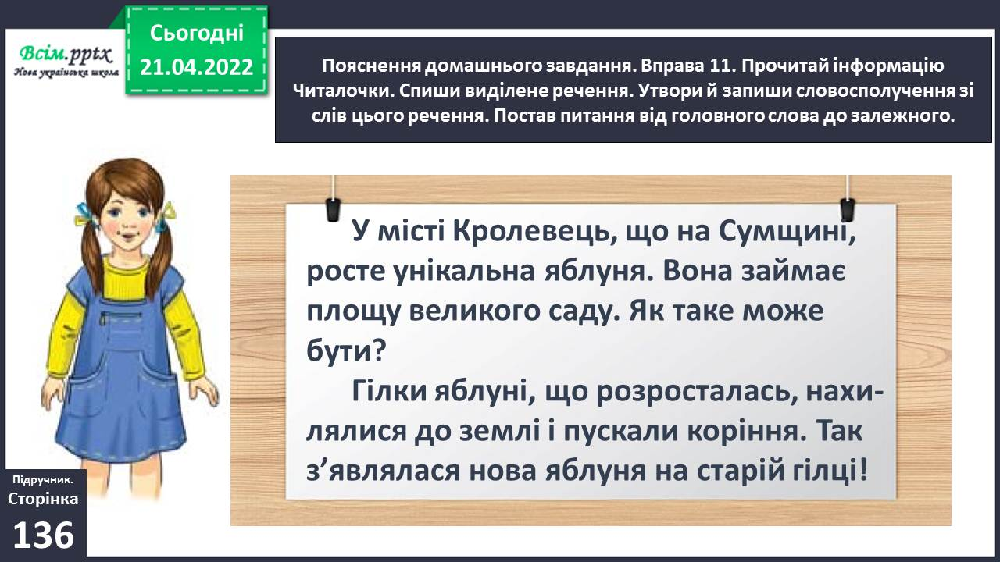 Всім.pptx
Нова українська школа
Сьогодні
21.04.2022
Пояснення домашнього завдання. Вправа 11. Прочитай інформацію
Читалочки. Спиши виділене речення. Утвори й запиши словосполучення зі
слів цього речення. Постав питання від головного слова до залежного.
У місті Кролевець, що на Сумщині,
росте унікальна яблуня. Вона займає
площу великого саду. Як таке може
бути?
Гілки яблуні, що розросталась, нахи-
лялися до землі і пускали коріння. Так
з’являлася нова яблуня на старій гілці!
Підручник.
Сторінка
136